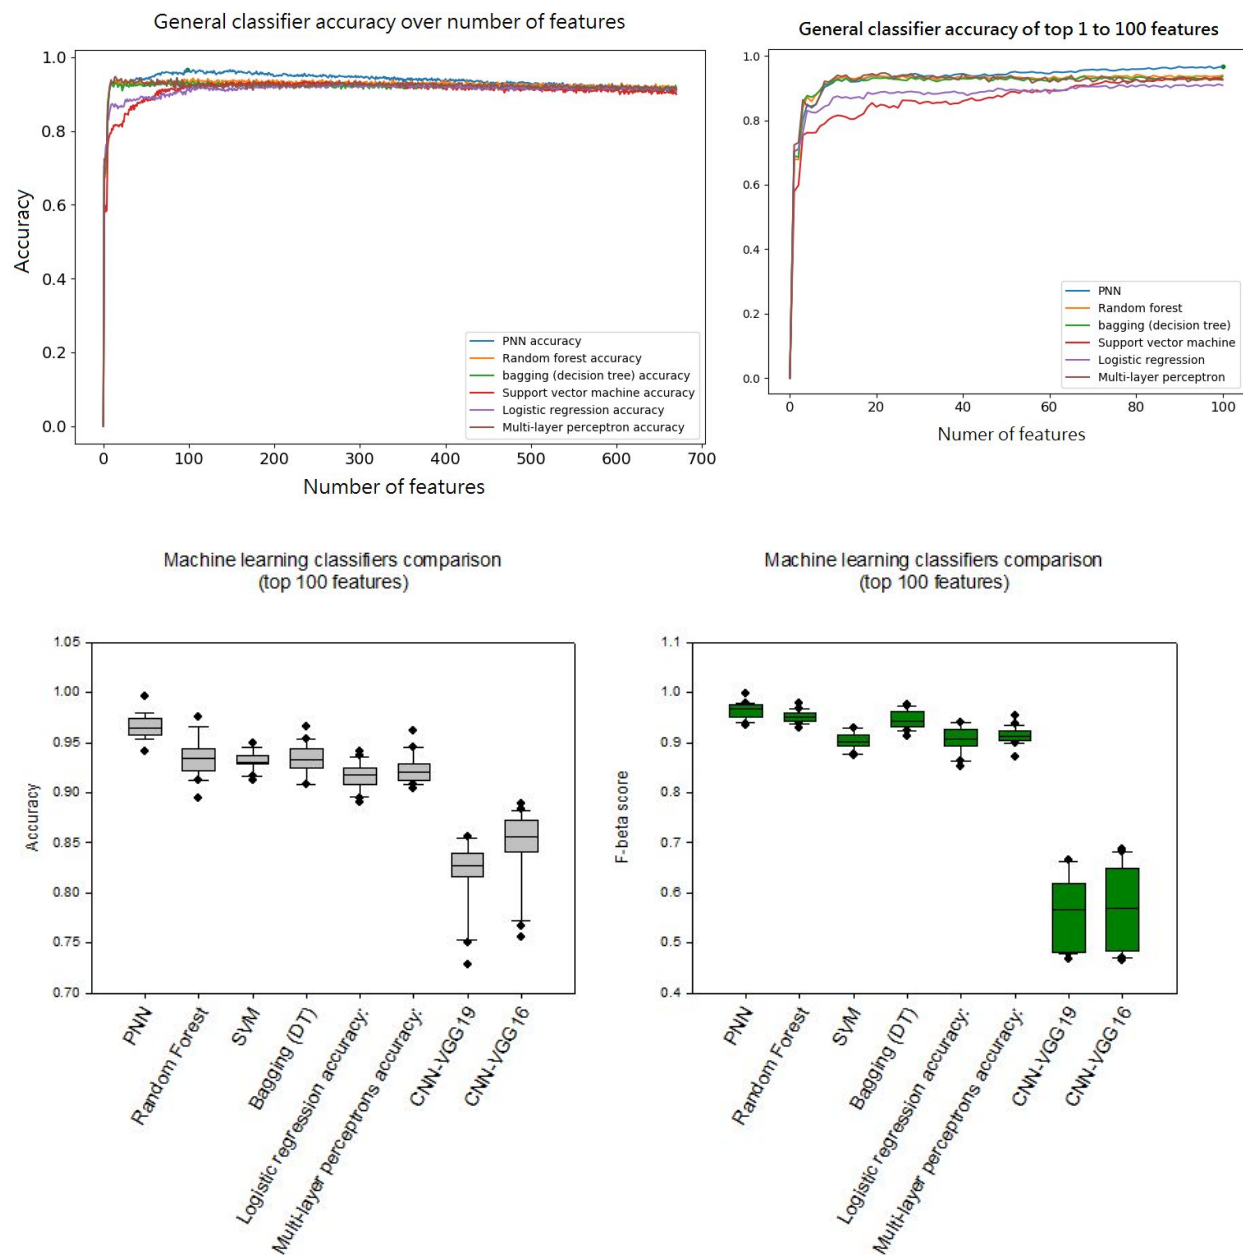 General classifier accuracy over number of features
1.0
0.8
0.6
0.4
0.2
0.0
Accuracy
PNN accuracy
Random forest accuracy
bagging (decision tree) accuracy
Support vector machine accuracy
Logistic regression accuracy
Multi-layer perceptron accuracy
0 100 200 300 400 500 600 700
Number of features
General classifier accuracy of top 1 to 100 features
1.0
0.8
0.6
0.4
0.2
0.0
PNN
Random forest
bagging (decision tree)
Support vector machine
Logistic regression
Multi-layer perceptron
0 20 40 60 80 100
Numer of features
Machine learning classifiers comparison
(top 100 features)
1.05
1.00
0.95
0.90
0.85
0.80
0.75
0.70
Accuracy
PNN
Random Forest
SVM
Bagging (DT)
Logistic regression accuracy:
Multi-layer perceptrons accuracy:
CNN-VGG19
CNN-VGG16
Machine learning classifiers comparison
(top 100 features)
1.1
1.0
0.9
0.8
0.7
0.6
0.5
0.4
F-beta score
PNN
Random Forest
SVM
Bagging (DT)
Logistic regression accuracy:
Multi-layer perceptrons accuracy:
CNN-VGG19
CNN-VGG16